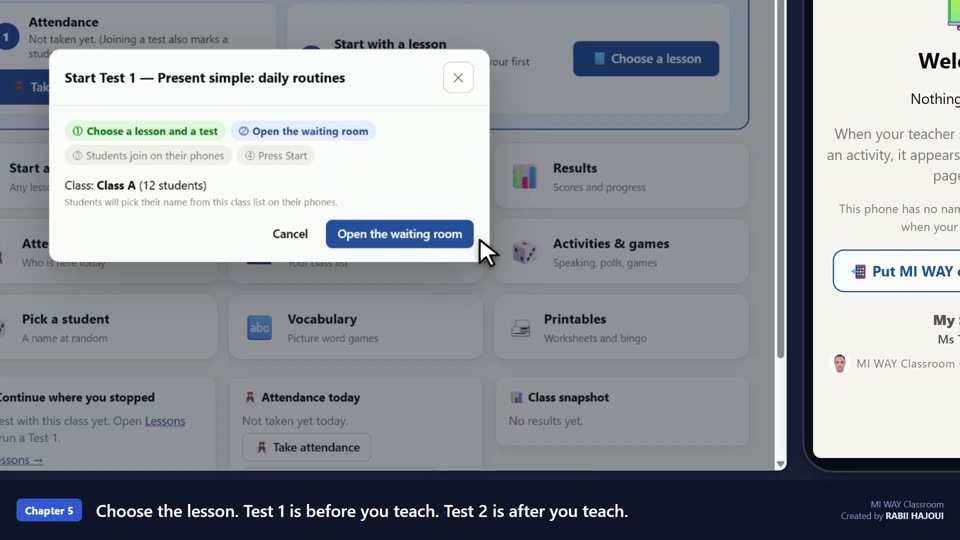 1
Attendance
Not taken yet. (Joining a test also marks a
Start with a lesson
your first
Choose a lesson
Start Test 1 — Present simple: daily routines
① Choose a lesson and a test
② Open the waiting room
③ Students join on their phones
④ Press Start
Class: Class A (12 students)
Students will pick their name from this class list on their phones.
Cancel
Open the waiting room
Results
Scores and progress
Who is here today
Your class list
Activities & games
Speaking, polls, games
Pick a student
A name at random
abc
Vocabulary
Picture word games
Printables
Worksheets and bingo
Continue where you stopped
est with this class yet. Open Lessons
run a Test 1.
Attendance today
Not taken yet today.
Take attendance
Class snapshot
No results yet.
Nothing
When your teacher
an activity, it appears
This phone has no
when your
Put MI WAY
My
Ms
MI WAY Classroom
Chapter 5
Choose the lesson. Test 1 is before you teach. Test 2 is after you teach.
MI WAY Classroom
Created by RABII HAJOUI